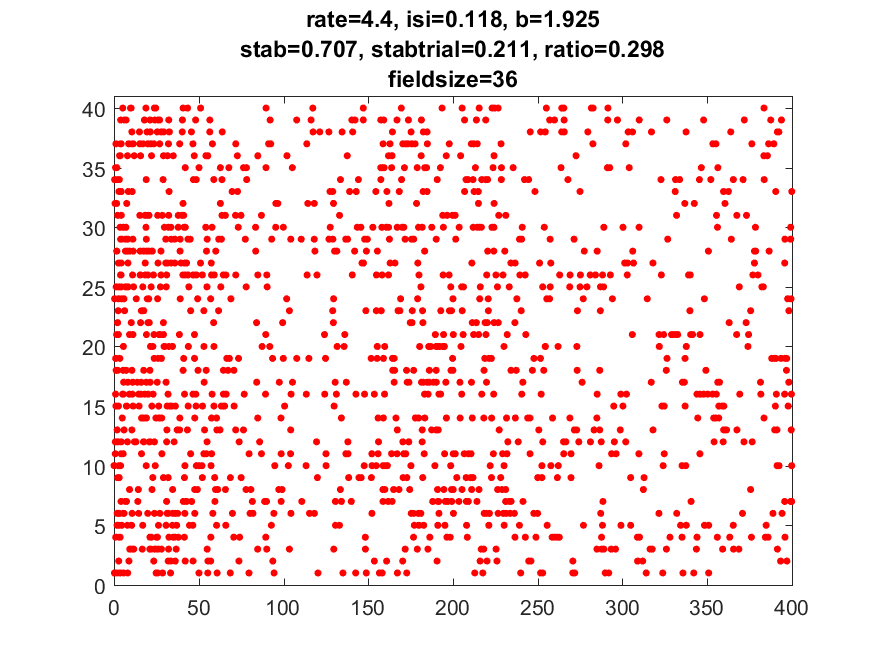 rate=4.4, isi=0.118, b=1.925
stab=0.707, stabtrial=0.211, ratio=0.298
fieldsize=36
40
35
30
25
20
15
10
5
0
0 50 100 150 200 250 300 350 400